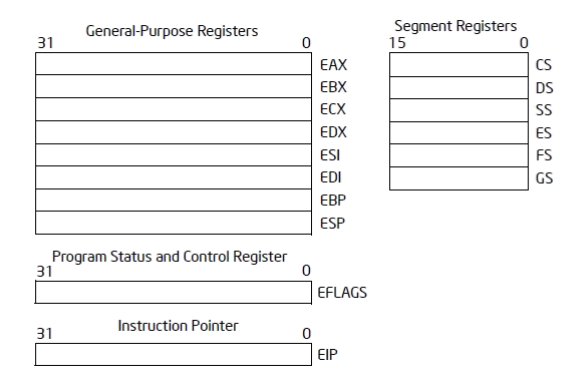 General-Purpose Registers
31 0
EAX
EBX
ECX
EDX
ESI
EDI
EBP
ESP
Segment Registers
15 0
CS
DS
SS
ES
FS
GS
Program Status and Control Register
31 0
EFLAGS
Instruction Pointer
31 0
EIP